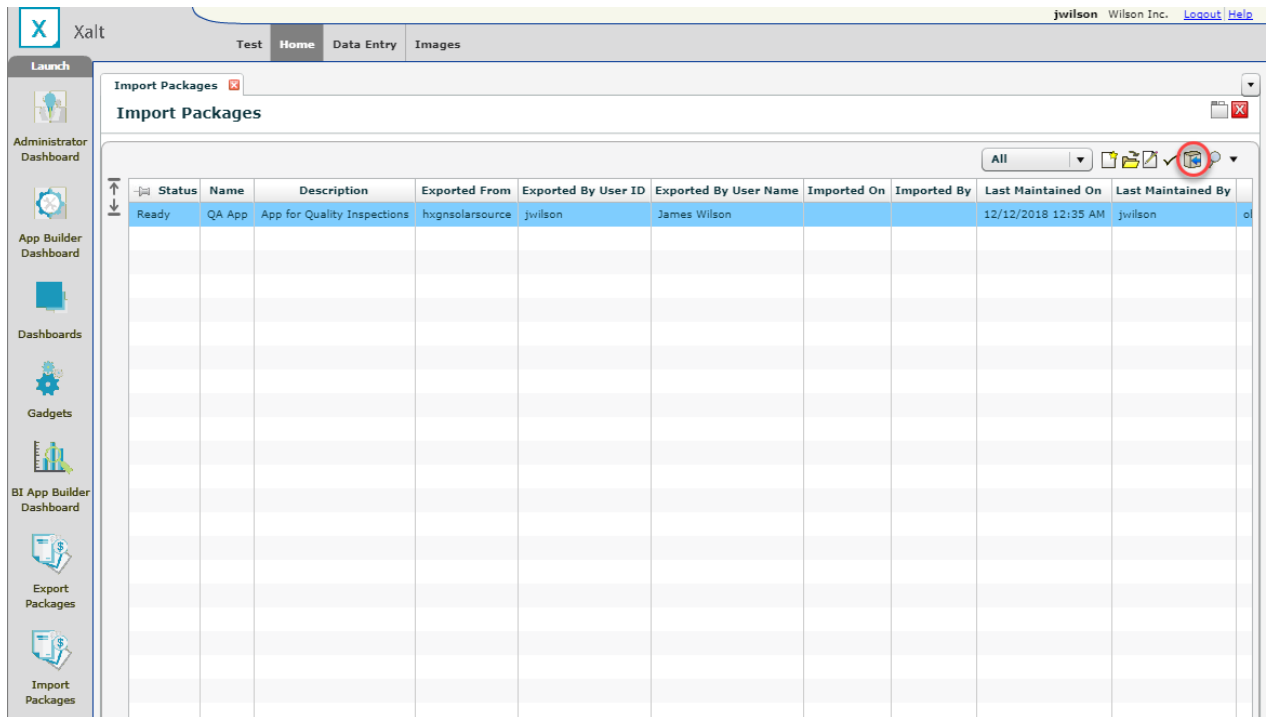 jwilson Wilson Inc. Logout Help
X Xalt
Test Home Data Entry Images
Launch
Import Packages
Import Packages
Administrator
Dashboard
All
Status Name Description Exported From Exported By User ID Exported By User Name Imported On Imported By Last Maintained On Last Maintained By
Ready QA App App for Quality Inspections hxgnsolarsource jwilson James Wilson 12/12/2018 12:35 AM jwilson
App Builder
Dashboard
Dashboards
Gadgets
BI App Builder
Dashboard
Export
Packages
Import
Packages